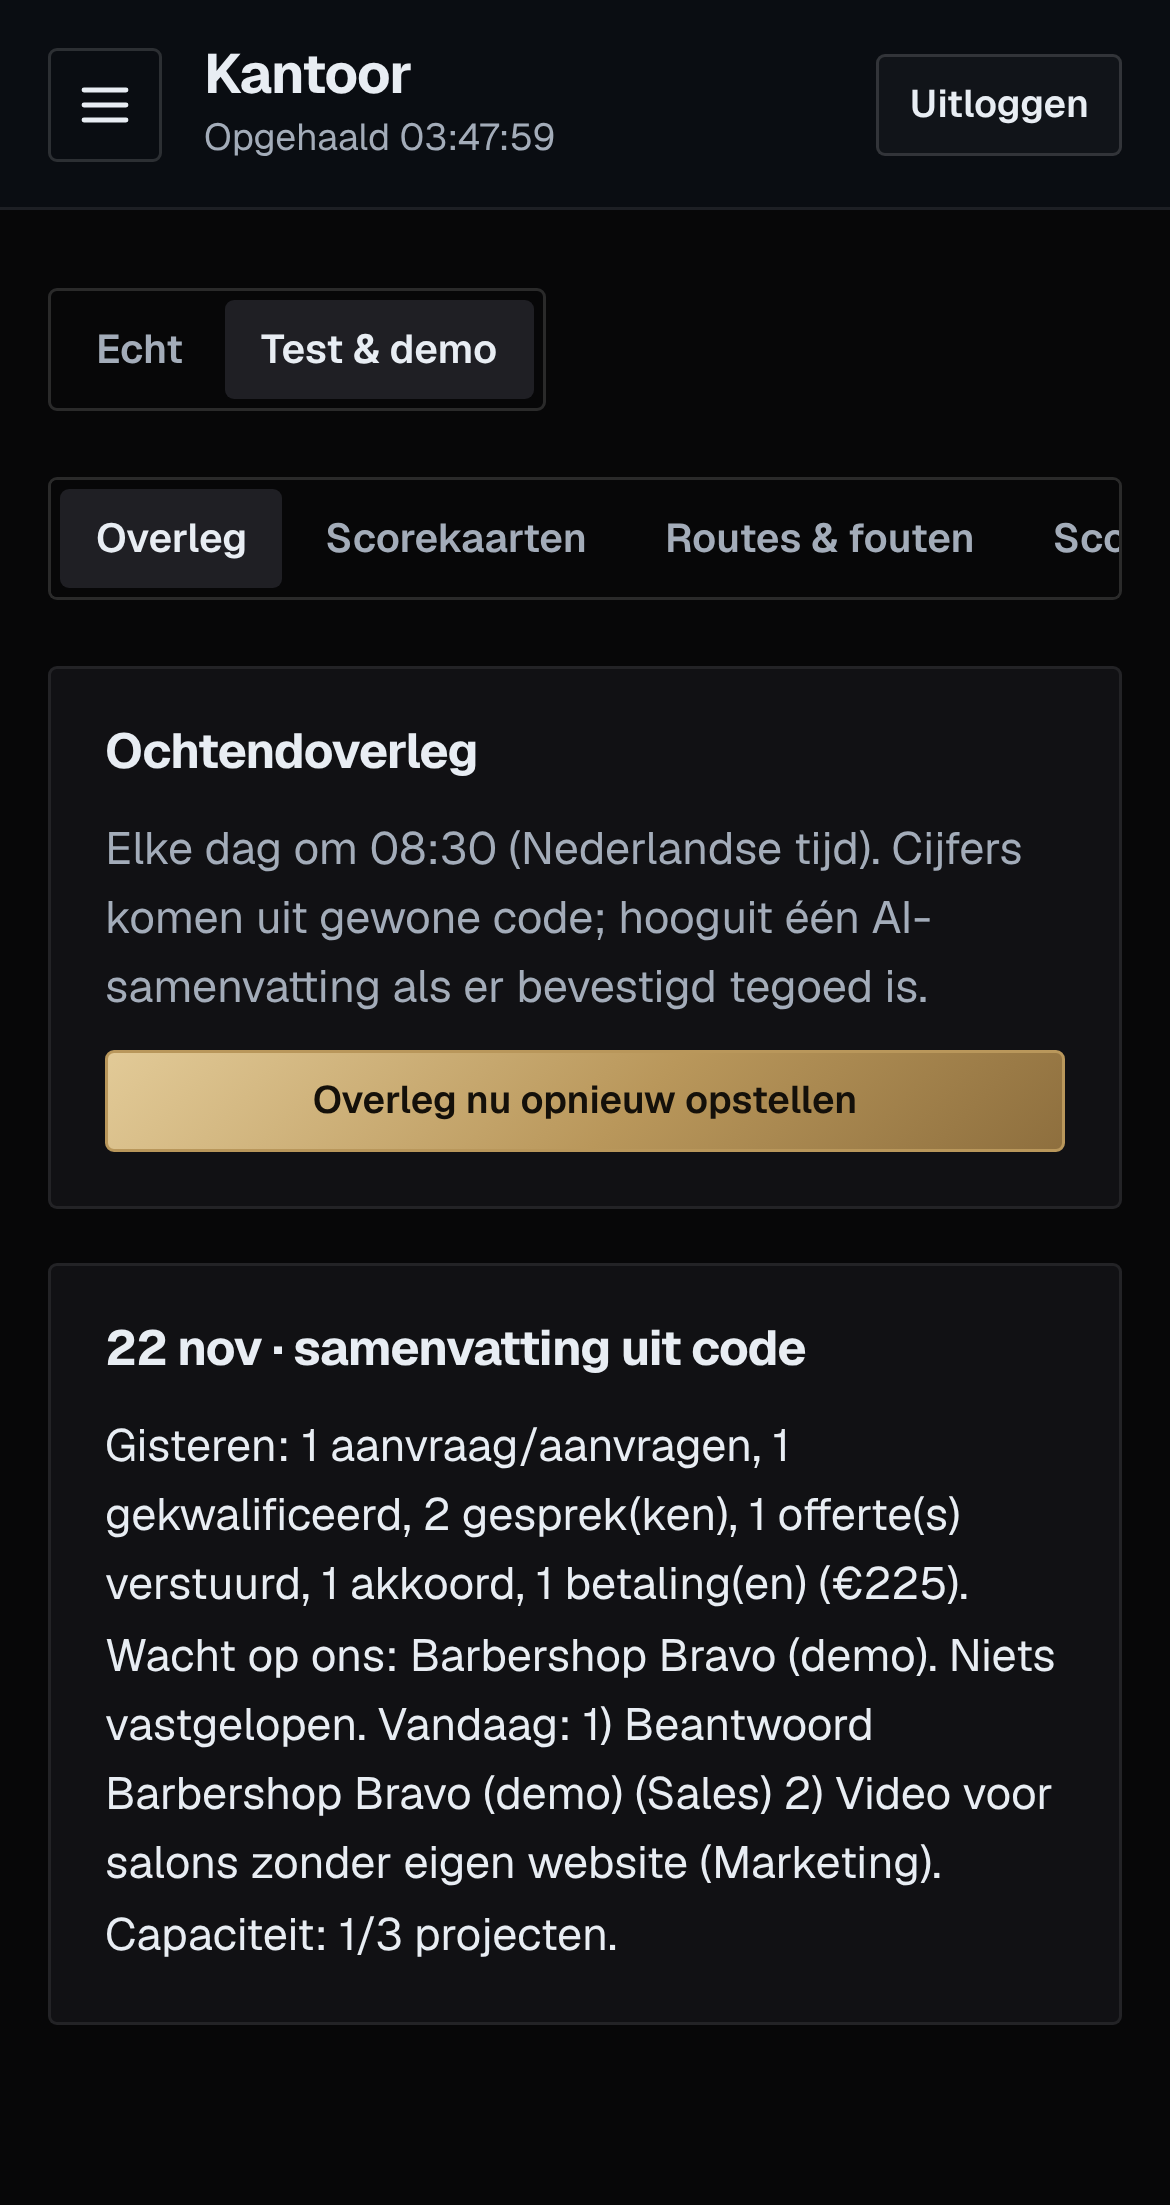 Kantoor
Opgehaald 03:47:59
Uitloggen
Echt
Test & demo
Overleg
Scorekaarten
Routes & fouten
Sco
Ochtendoverleg
Elke dag om 08:30 (Nederlandse tijd). Cijfers
komen uit gewone code; hooguit één AI-
samenvatting als er bevestigd tegoed is.
Overleg nu opnieuw opstellen
22 nov · samenvatting uit code
Gisteren: 1 aanvraag/aanvragen, 1
gekwalificeerd, 2 gesprek(ken), 1 offerte(s)
verstuurd, 1 akkoord, 1 betaling(en) (€225).
Wacht op ons: Barbershop Bravo (demo). Niets
vastgelopen. Vandaag: 1) Beantwoord
Barbershop Bravo (demo) (Sales) 2) Video voor
salons zonder eigen website (Marketing).
Capaciteit: 1/3 projecten.